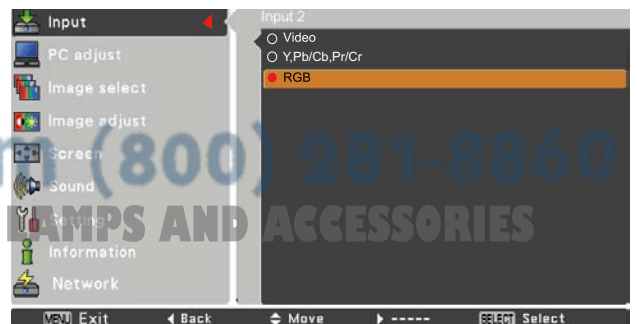 Input
PC adjust
Image select
Image adjust
Screen
Sound
Setting
Information
Network
Input 2
Video
Y,Pb/Cb,Pr/Cr
RGB
m (800) 281-8860
LAMPS AND ACCESSORIES
MENU Exit
Back
Move
-----
SELECT Select